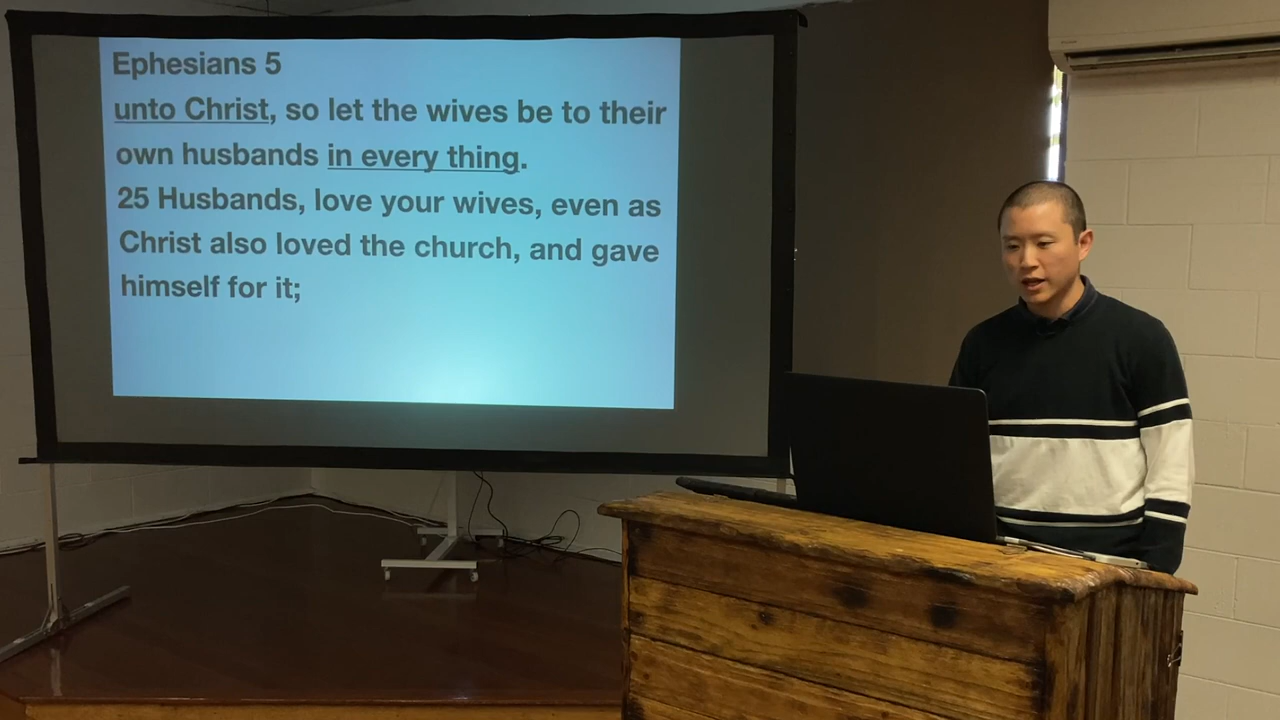 Ephesians 5
unto Christ, so let the wives be to their
own husbands in every thing.
25 Husbands, love your wives, even as
Christ also loved the church, and gave
himself for it;